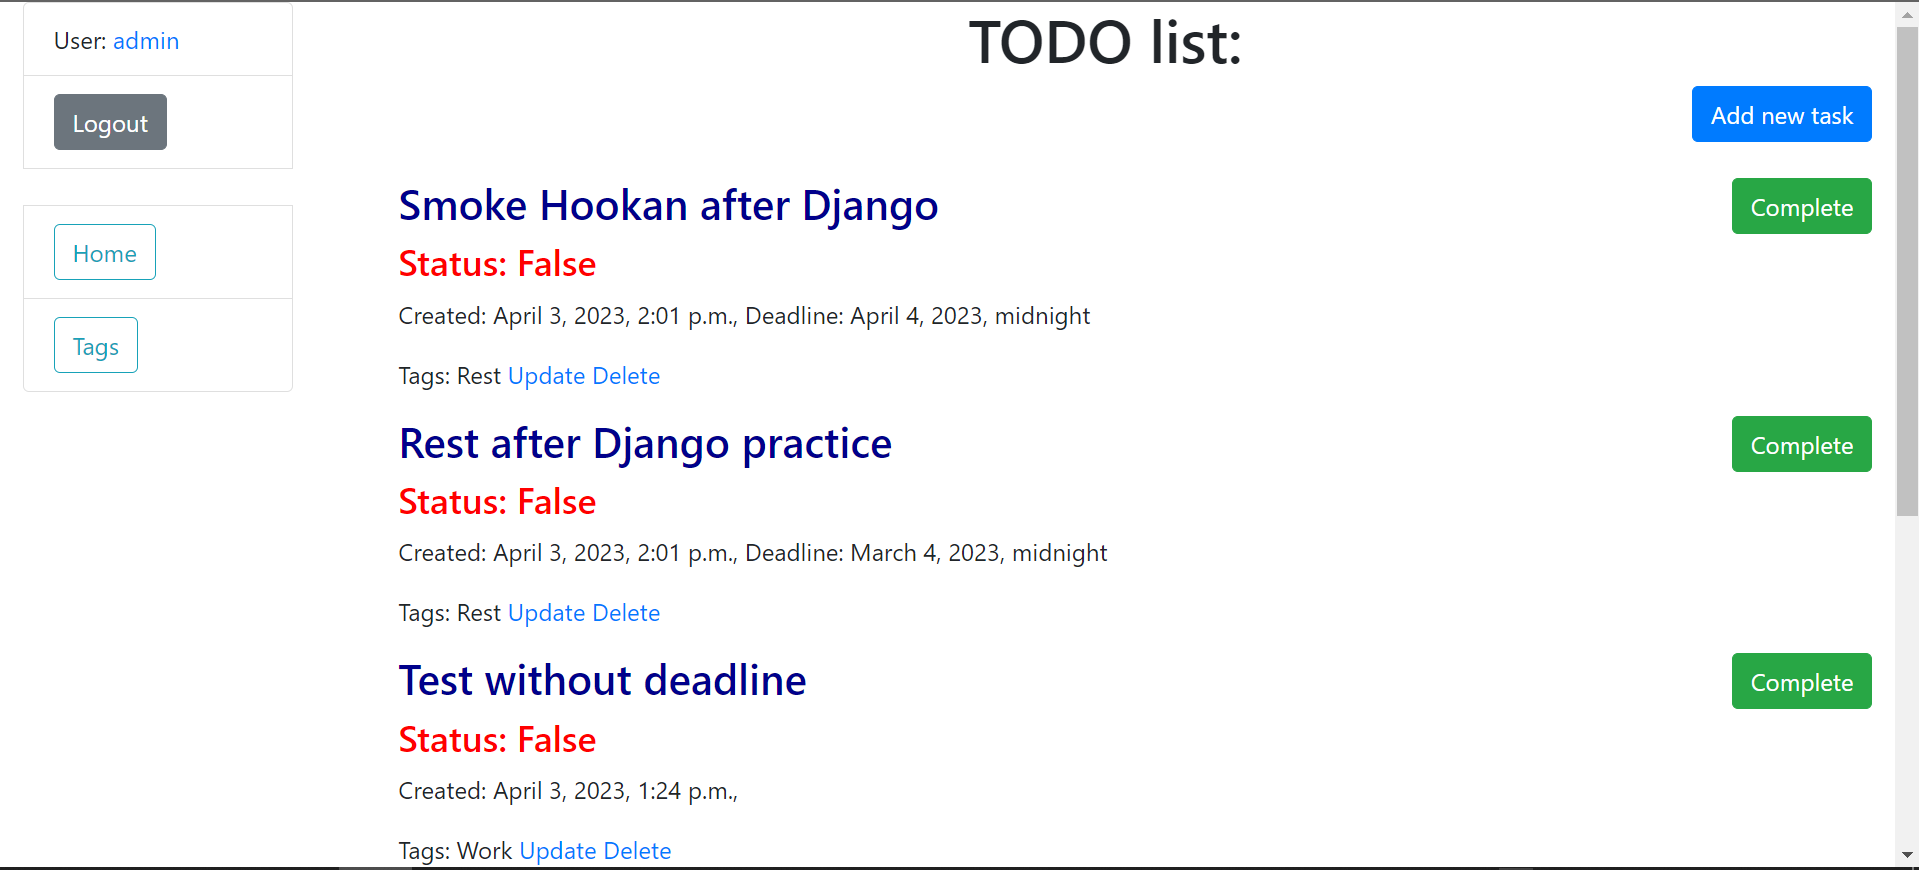 User: admin
Logout
Home
Tags
TODO list:
Add new task
Smoke Hookan after Django
Complete
Status: False
Created: April 3, 2023, 2:01 p.m., Deadline: April 4, 2023, midnight
Tags: Rest Update Delete
Rest after Django practice
Complete
Status: False
Created: April 3, 2023, 2:01 p.m., Deadline: March 4, 2023, midnight
Tags: Rest Update Delete
Test without deadline
Complete
Status: False
Created: April 3, 2023, 1:24 p.m.,
Tags: Work Update Delete